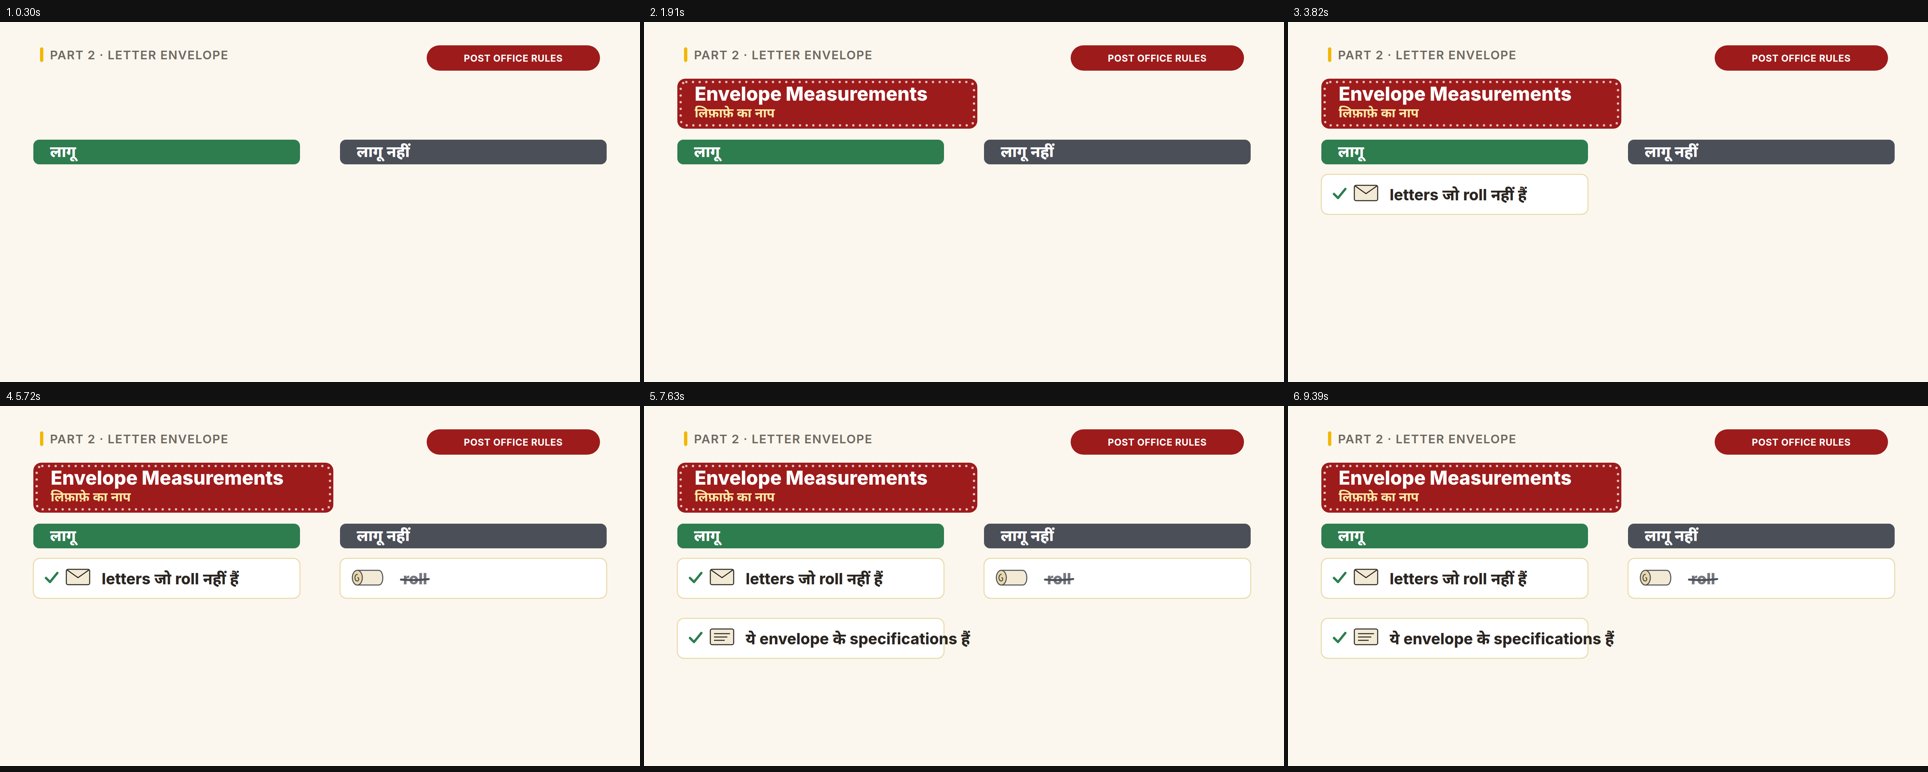 1. 0.30s
PART 2 · LETTER ENVELOPE
POST OFFICE RULES
लागू
लागू नहीं
2. 1.91s
PART 2 · LETTER ENVELOPE
POST OFFICE RULES
Envelope Measurements
लिफ़ाफ़े का नाप
लागू
लागू नहीं
3. 3.82s
PART 2 · LETTER ENVELOPE
POST OFFICE RULES
Envelope Measurements
लिफ़ाफ़े का नाप
लागू
लागू नहीं
letters जो roll नहीं हैं
4. 5.72s
PART 2 · LETTER ENVELOPE
POST OFFICE RULES
Envelope Measurements
लिफ़ाफ़े का नाप
लागू
लागू नहीं
letters जो roll नहीं हैं
roll
5. 7.63s
PART 2 · LETTER ENVELOPE
POST OFFICE RULES
Envelope Measurements
लिफ़ाफ़े का नाप
लागू
लागू नहीं
letters जो roll नहीं हैं
roll
ये envelope के specifications हैं
6. 9.39s
PART 2 · LETTER ENVELOPE
POST OFFICE RULES
Envelope Measurements
लिफ़ाफ़े का नाप
लागू
लागू नहीं
letters जो roll नहीं हैं
roll
ये envelope के specifications हैं